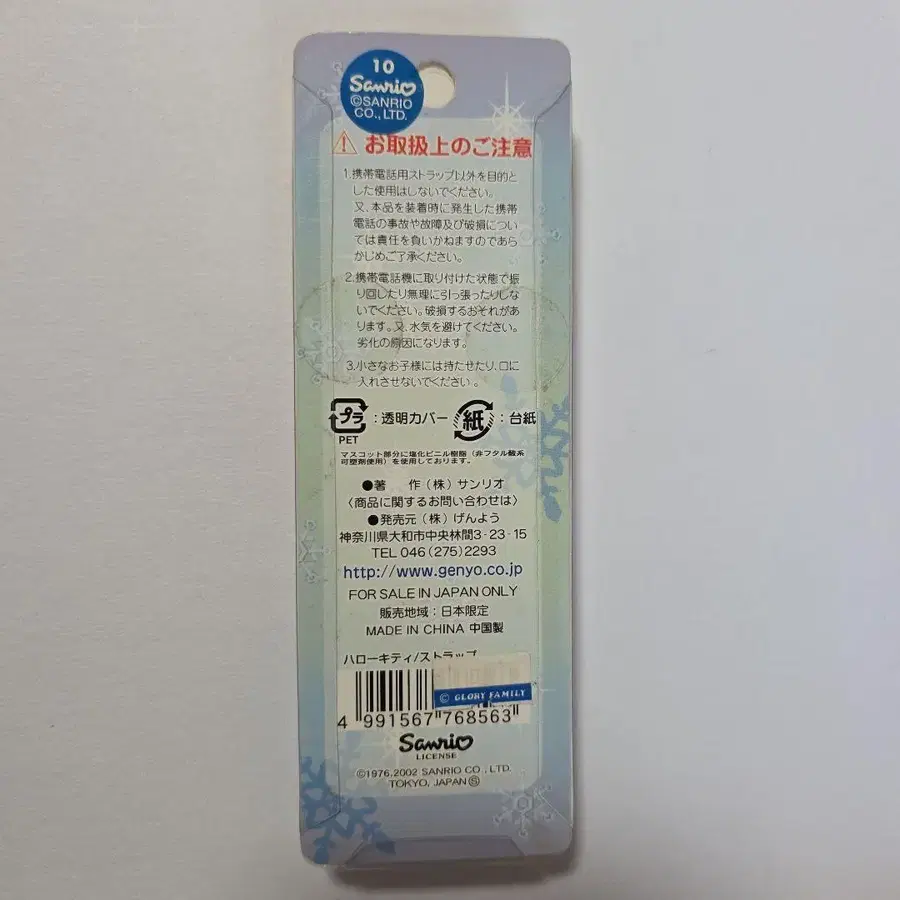 10
Sanrio
©SANRIO
CO., LTD.
お取扱上のご注意
1.携帯電話用ストラップ以外を目的と
した使用はしないでください。
又、本品を装着時に発生した携帯
電話の事故や故障及び破損につい
ては責任を負いかねますのであら
かじめご了承ください。
2.携帯電話機に取り付けた状態で振
り回したり無理に引っ張ったりしな
いでください。破損するおそれがあ
ります。又、水気を避けてください。
劣化の原因になります。
3.小さなお子様には持たせたり、口に
入れさせないでください。
プラ :透明カバー 紙 :台紙
PET
マスコット部分に塩化ビニル樹脂（非フタル酸系
可塑剤使用）を使用しております。
●著 作（株）サンリオ
〈商品に関するお問い合わせは〉
●発売元（株）げんよう
神奈川県大和市中央林間3-23-15
TEL 046(275)2293
http://www.genyo.co.jp
FOR SALE IN JAPAN ONLY
販売地域：日本限定
MADE IN CHINA 中国製
ハローキティ/ストラップ
© GLORY FAMILY
4 991567 768563
Sanrio
LICENSE
©1976,2002 SANRIO CO., LTD.
TOKYO, JAPAN Ⓢ